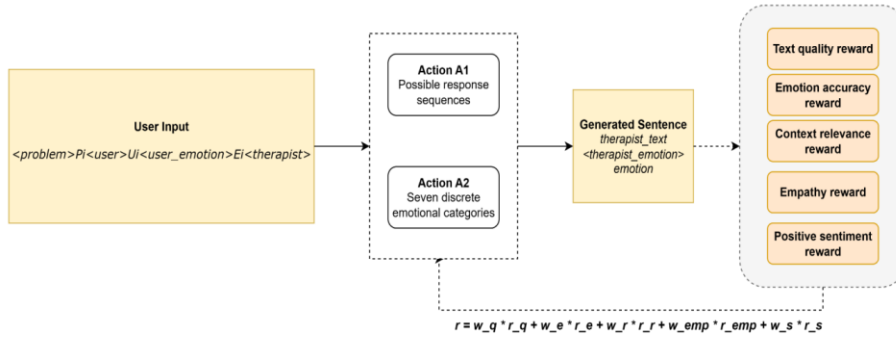 User Input
<problem>Pi<user>Ui<user_emotion>Ei<therapist>
Action A1
Possible response
sequences
Action A2
Seven discrete
emotional categories
Generated Sentence
therapist_text
<therapist_emotion>
emotion
Text quality reward
Emotion accuracy
reward
Context relevance
reward
Empathy reward
Positive sentiment
reward
r = w_q * r_q + w_e * r_e + w_r * r_r + w_emp * r_emp + w_s * r_s